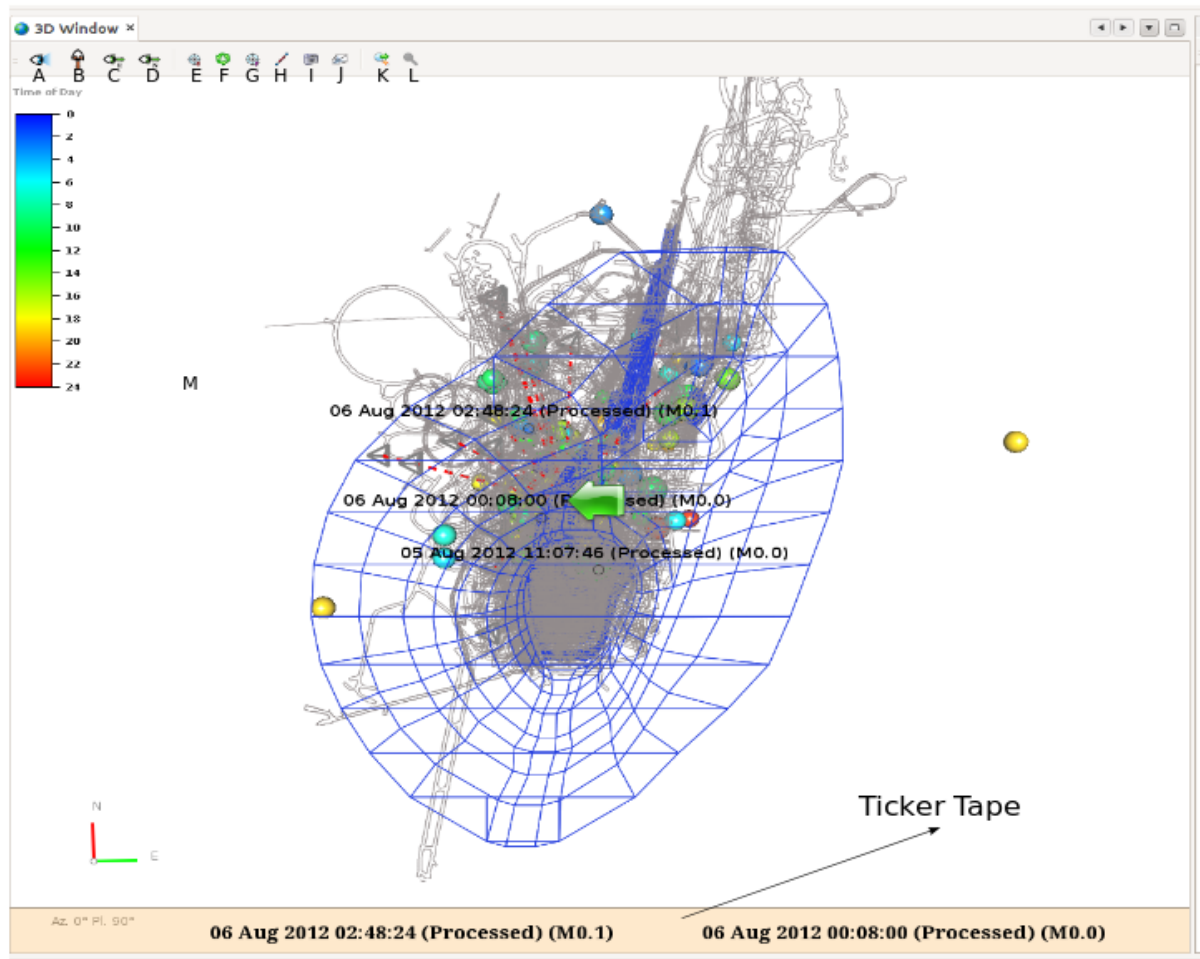 3D Window
A B C D E F G H I J K L
Time of Day
0
2
4
6
8
10
12
14
16
18
20
22
24
M
06 Aug 2012 02:48:24 (Processed) (M0.1)
06 Aug 2012 00:08:00 (P ssed) (M0.0)
05 Aug 2012 11:07:46 (Processed) (M0.0)
Ticker Tape
N
E
Az. 0° Pl. 90°
06 Aug 2012 02:48:24 (Processed) (M0.1) 06 Aug 2012 00:08:00 (Processed) (M0.0)